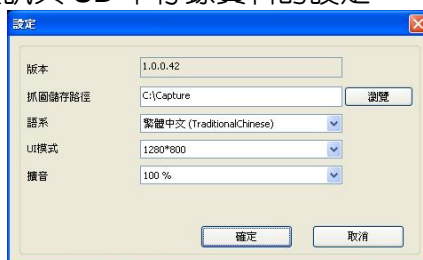 設定
版本 1.0.0.42
抓圖儲存路徑 C:\Capture 瀏覽
語系 繁體中文 (TraditionalChinese)
UI模式 1280*800
擴音 100 %
確定 取消